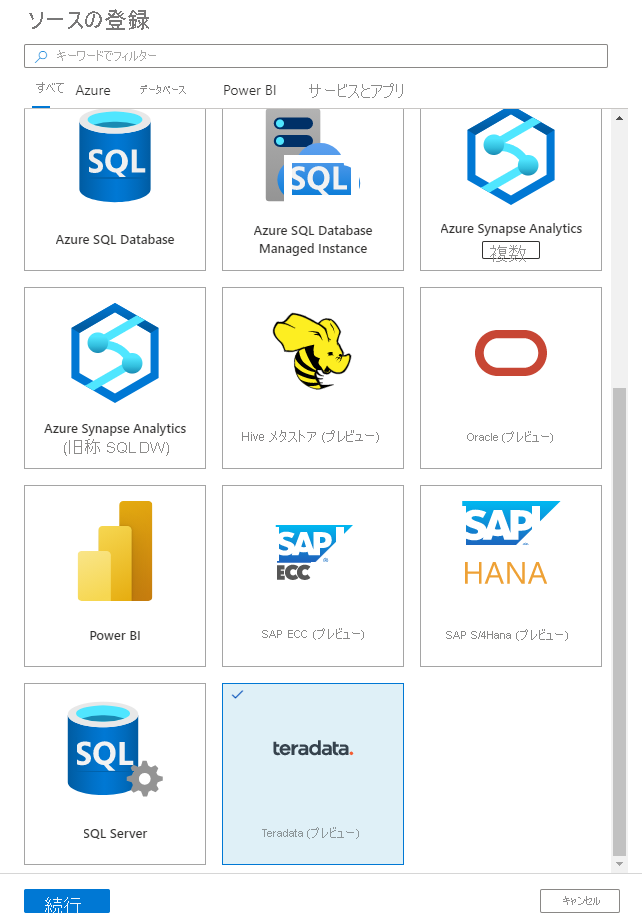 ソースの登録
キーワードでフィルター
すべて Azure データベース Power BI サービスとアプリ
SQL
Azure SQL Database
SQL
Azure SQL Database
Managed Instance
Azure Synapse Analytics
複数
Azure Synapse Analytics
(旧称 SQL DW)
Hive メタストア (プレビュー)
Oracle (プレビュー)
Power BI
SAP
ECC
SAP ECC (プレビュー)
SAP
HANA
SAP S/4Hana (プレビュー)
SQL
SQL Server
teradata.
Teradata (プレビュー)
続行
キャンセル